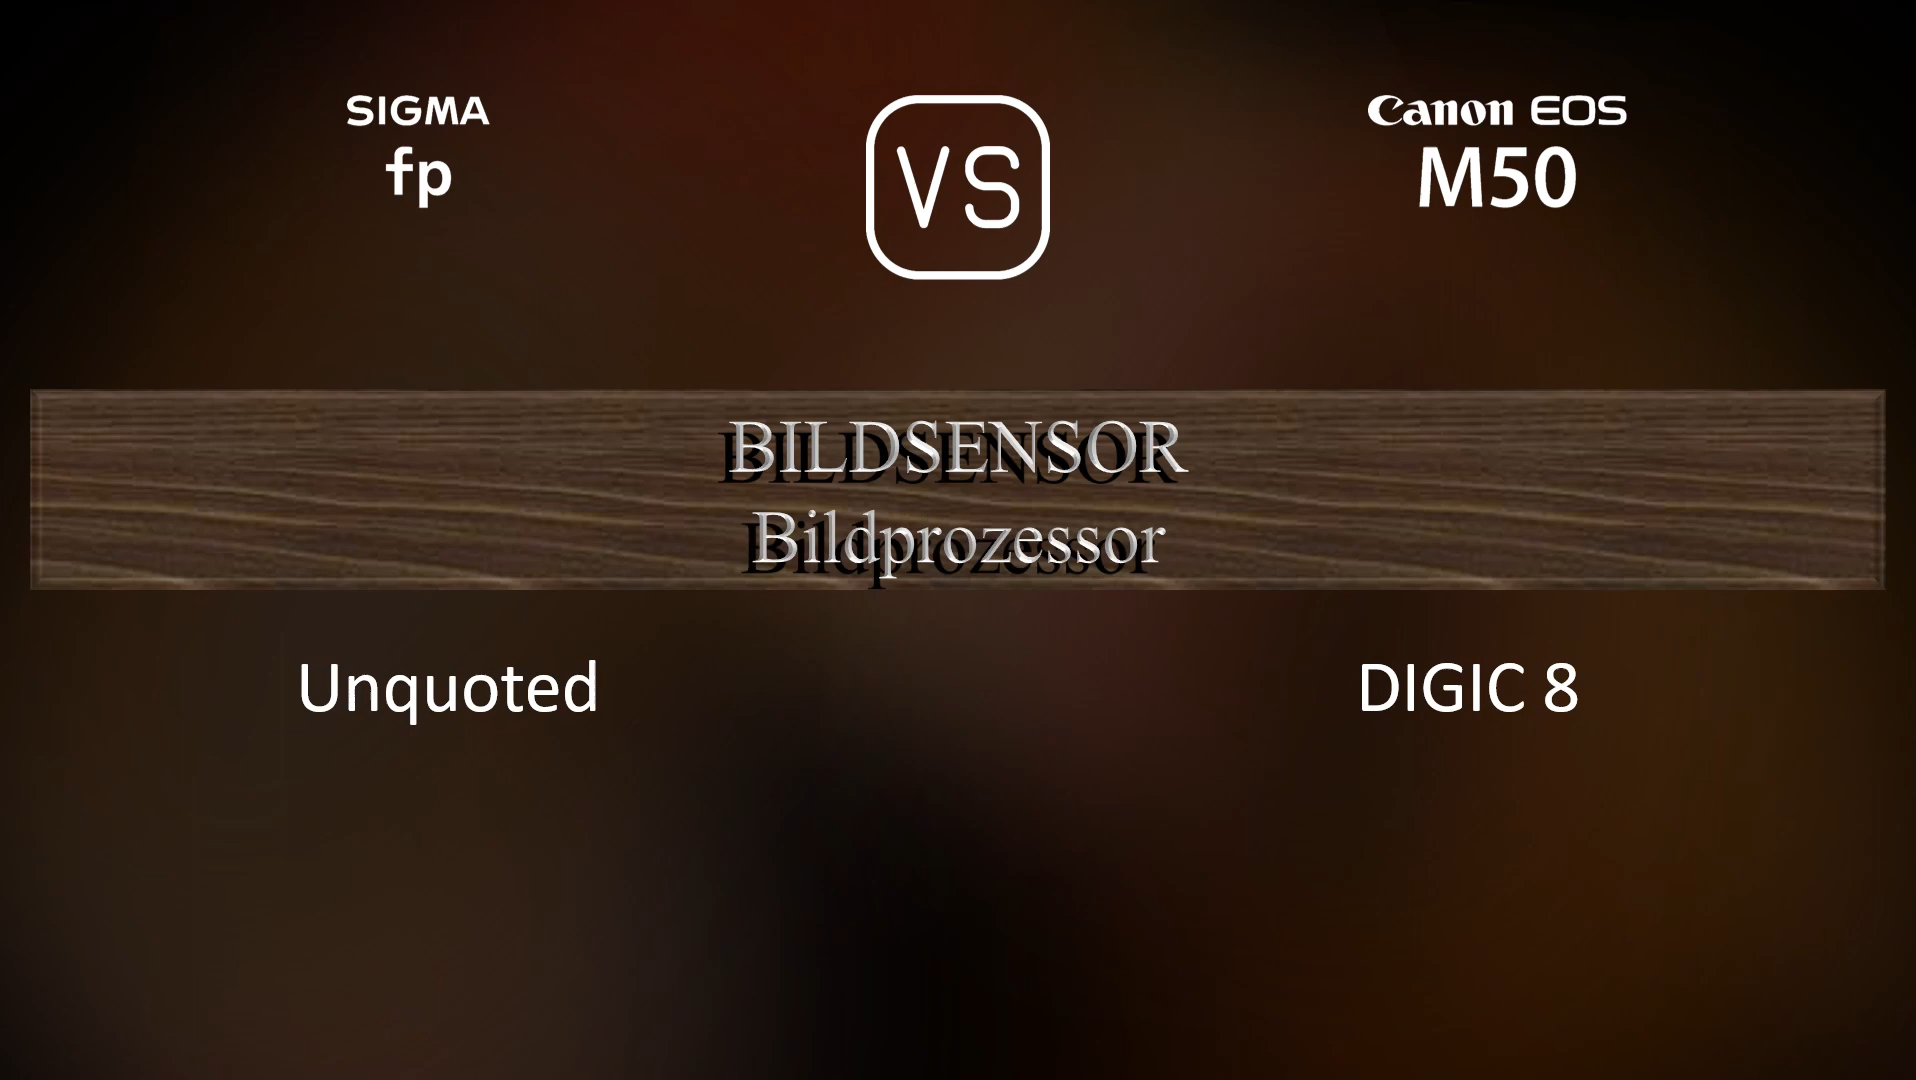 SIGMA
fp
VS
Canon EOS
M50
BILDSENSOR
Bildprozessor
Unquoted
DIGIC 8